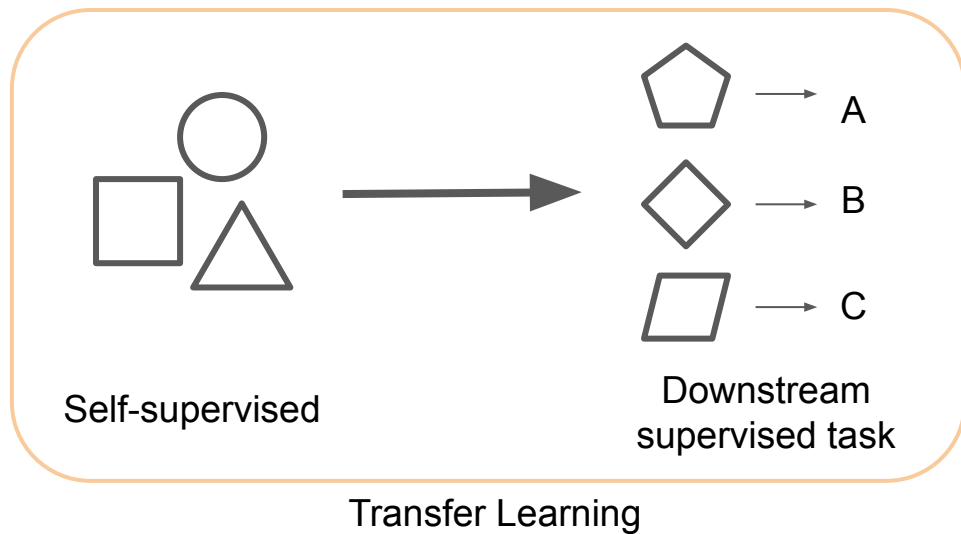 A
B
C
Self-supervised
Downstream
supervised task
Transfer Learning